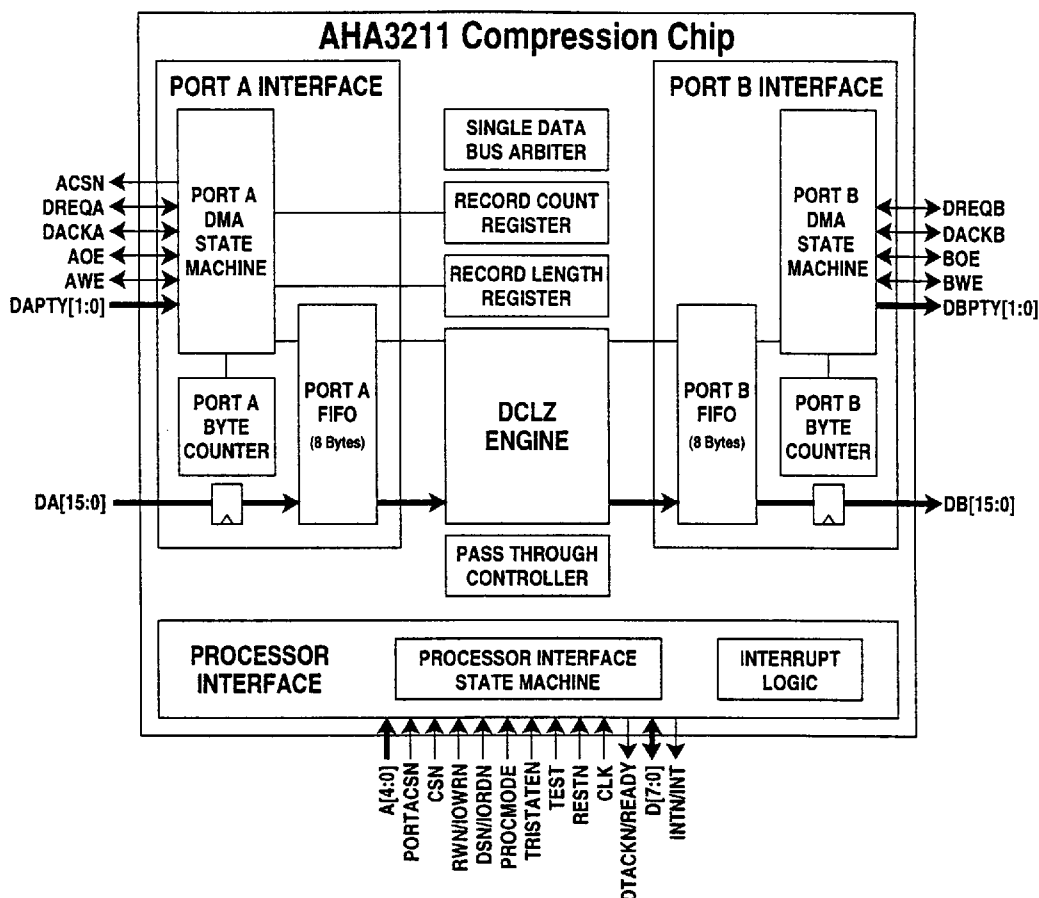 AHA3211 Compression Chip
PORT A INTERFACE
PORT B INTERFACE
SINGLE DATA
BUS ARBITER
PORT A
DMA
STATE
MACHINE
RECORD COUNT
REGISTER
RECORD LENGTH
REGISTER
PORT B
DMA
STATE
MACHINE
ACSN
DREQA
DACKA
AOE
AWE
DAPTY[1:0]
DREQB
DACKB
BOE
BWE
DBPTY[1:0]
PORT A
BYTE
COUNTER
PORT A
FIFO
(8 Bytes)
DCLZ
ENGINE
PORT B
FIFO
(8 Bytes)
PORT B
BYTE
COUNTER
DA[15:0]
DB[15:0]
PASS THROUGH
CONTROLLER
PROCESSOR
INTERFACE
PROCESSOR INTERFACE
STATE MACHINE
INTERRUPT
LOGIC
A[4:0]
PORTACSN
CSN
RWN/IOWRN
DSN/IORDN
PROCMODE
TRISTATEN
TEST
RESTN
CLK
DTACKN/READY
D[7:0]
INTN/INT